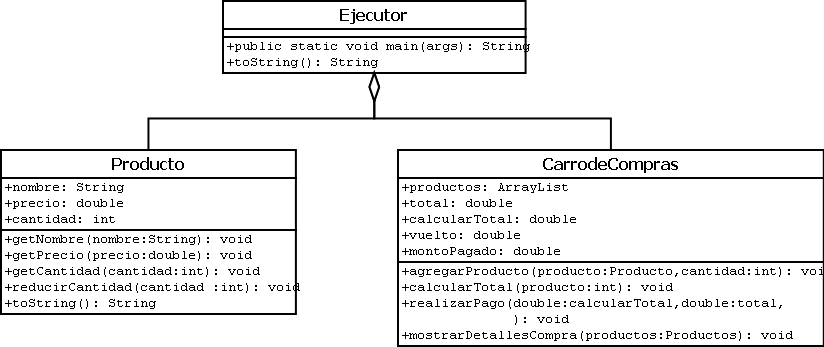 Ejecutor
+public static void main(args): String
+toString(): String
Producto
+nombre: String
+precio: double
+cantidad: int
+getNombre(nombre:String): void
+getPrecio(precio:double): void
+getCantidad(cantidad:int): void
+reducirCantidad(cantidad :int): void
+toString(): String
CarrodeCompras
+productos: ArrayList
+total: double
+calcularTotal: double
+vuelto: double
+montoPagado: double
+agregarProducto(producto:Producto,cantidad:int): voi
+calcularTotal(producto:int): void
+realizarPago(double:calcularTotal,double:total,
): void
+mostrarDetallesCompra(productos:Productos): void